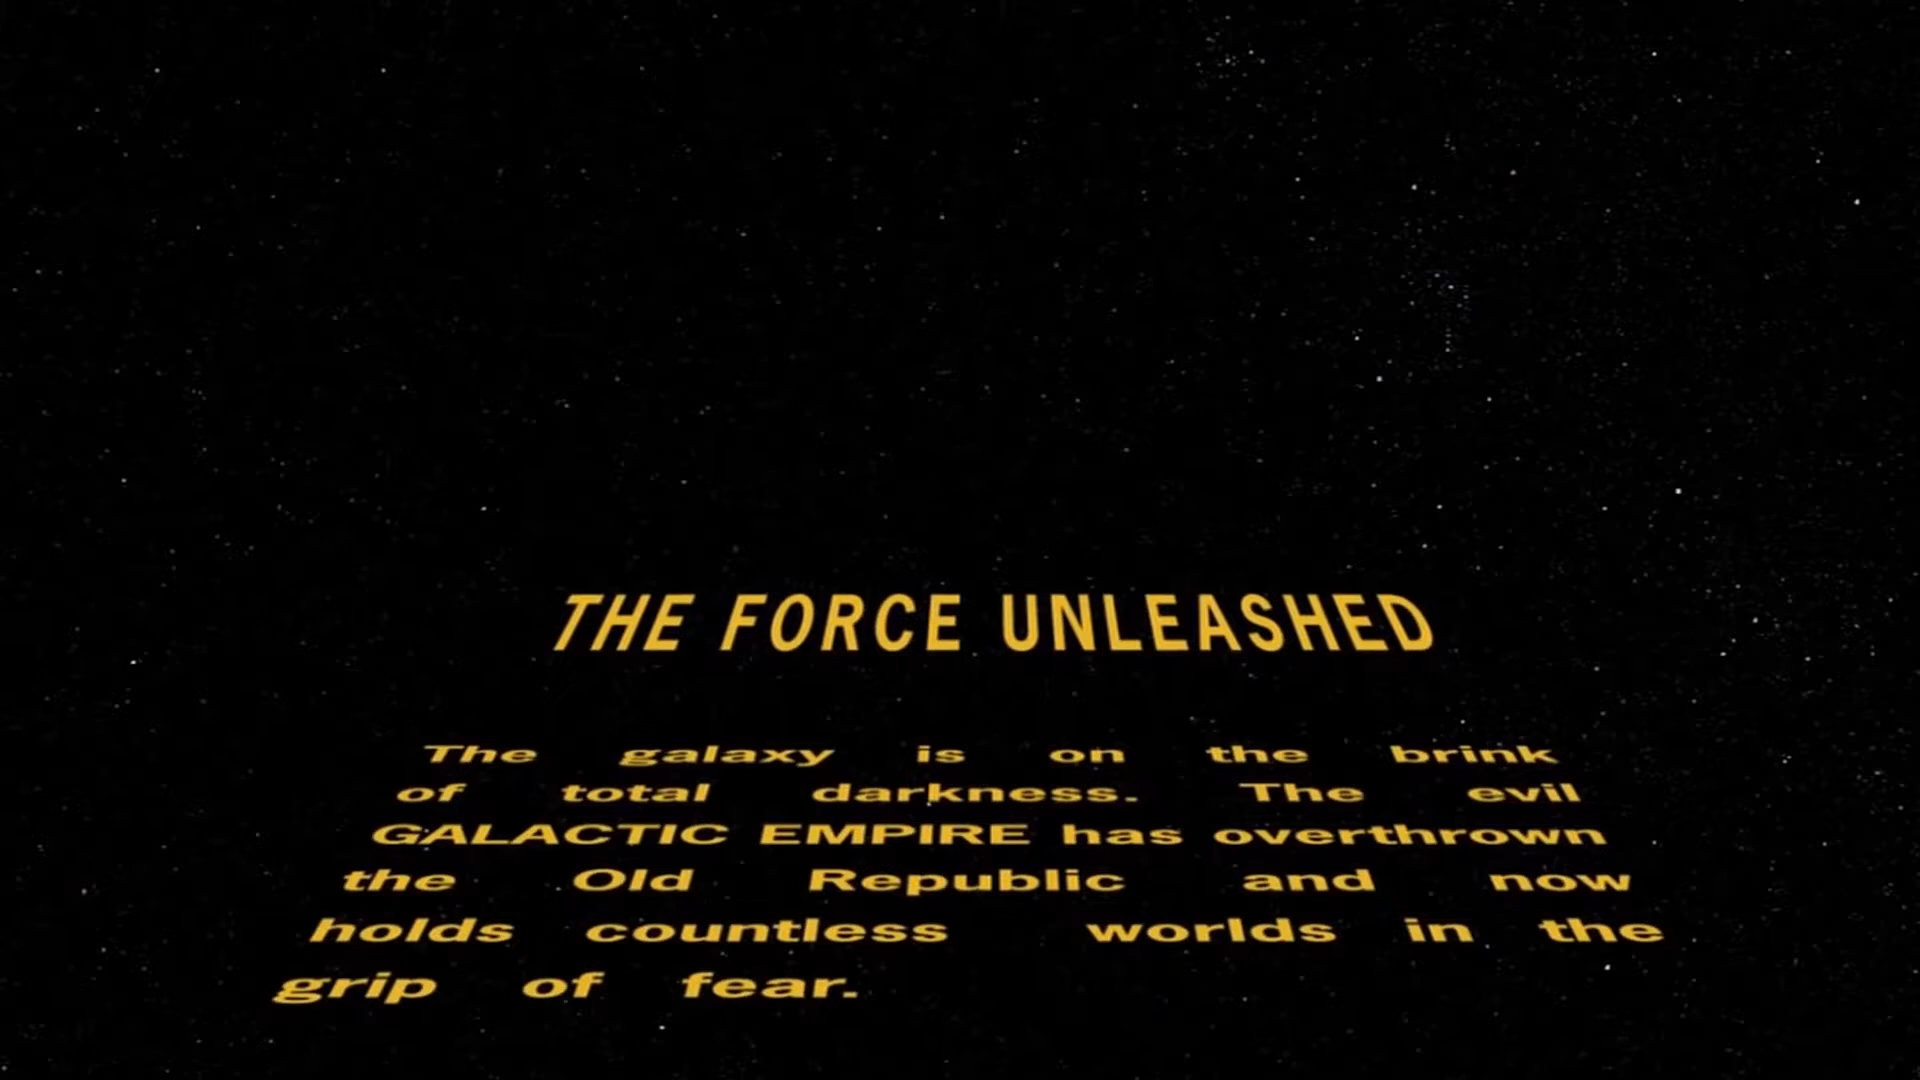 THE FORCE UNLEASHED
The galaxy is on the brink
of total darkness. The evil
GALACTIC EMPIRE has overthrown
the Old Republic and now
holds countless worlds in the
grip of fear.